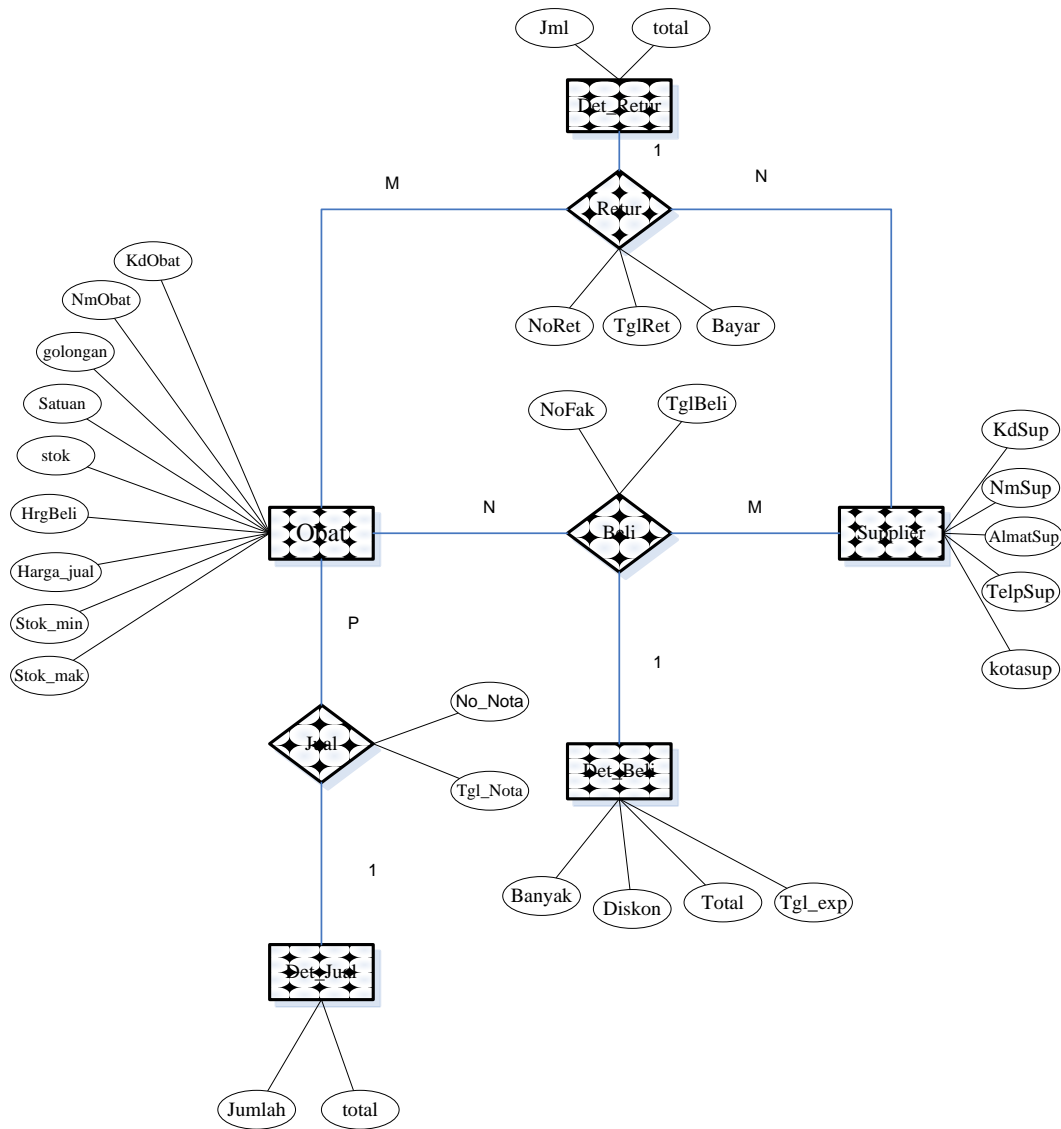 Jml
total
Det_Retur
1
M
N
Retur
KdObat
NmObat
NoRet
TglRet
Bayar
golongan
Satuan
NoFak
TglBeli
stok
KdSup
HrgBeli
NmSup
N
M
Obat
Beli
Supplier
AlmatSup
Harga_jual
TelpSup
Stok_min
P
Stok_mak
1
kotasup
No_Nota
Jual
Tgl_Nota
Det_Beli
1
Banyak
Diskon
Total
Tgl_exp
Det_Jual
Jumlah
total